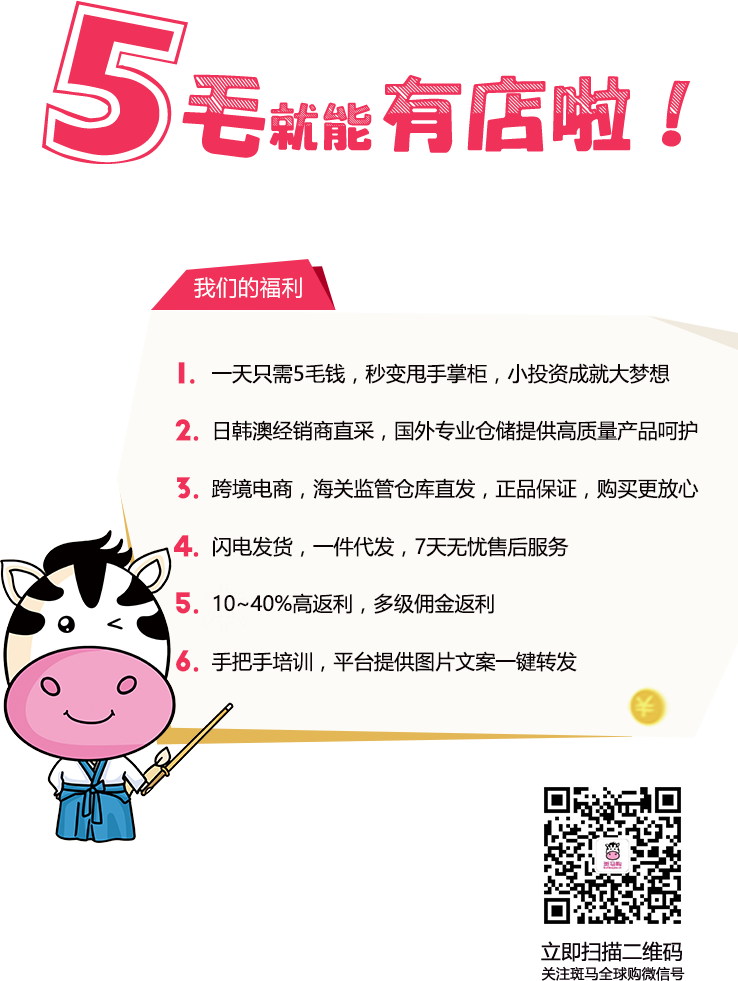 5毛就能有店啦！
我们的福利
1. 一天只需5毛钱，秒变甩手掌柜，小投资成就大梦想
2. 日韩澳经销商直采，国外专业仓储提供高质量产品呵护
3. 跨境电商，海关监管仓库直发，正品保证，购买更放心
4. 闪电发货，一件代发，7天无忧售后服务
5. 10~40%高返利，多级佣金返利
6. 手把手培训，平台提供图片文案一键转发
¥
斑马购
立即扫描二维码
关注斑马全球购微信号